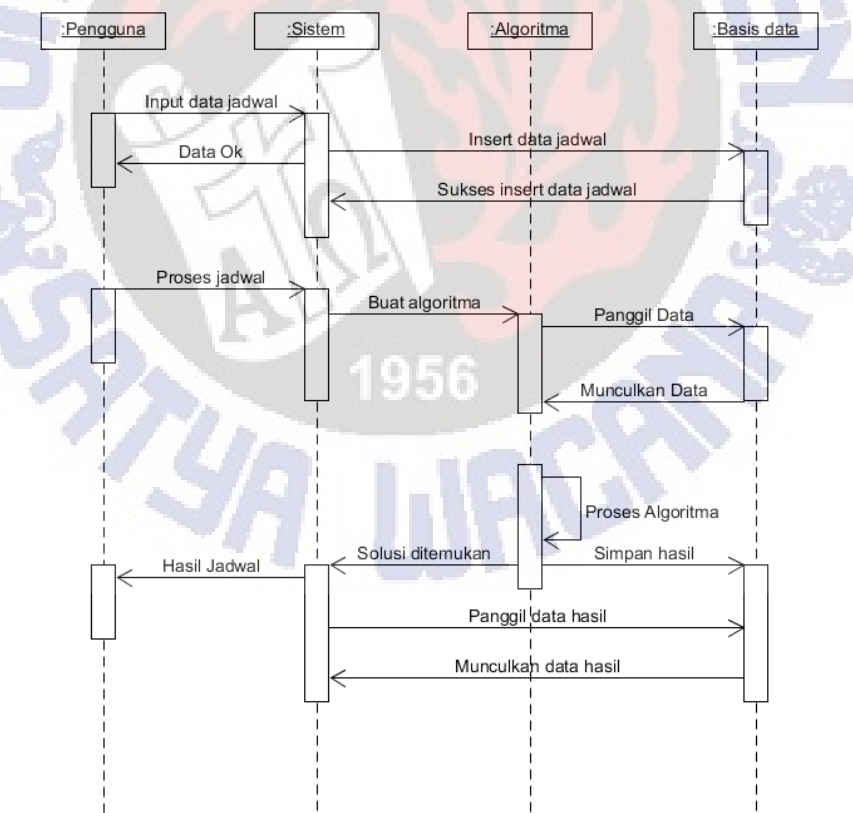 :Pengguna
:Sistem
:Algoritma
:Basis data
Input data jadwal
Insert data jadwal
Data Ok
Sukses insert data jadwal
Proses jadwal
Buat algoritma
Panggil Data
1956
Munculkan Data
SATYA WACANA
Proses Algoritma
Solusi ditemukan
Simpan hasil
Hasil Jadwal
Panggil data hasil
Munculkan data hasil